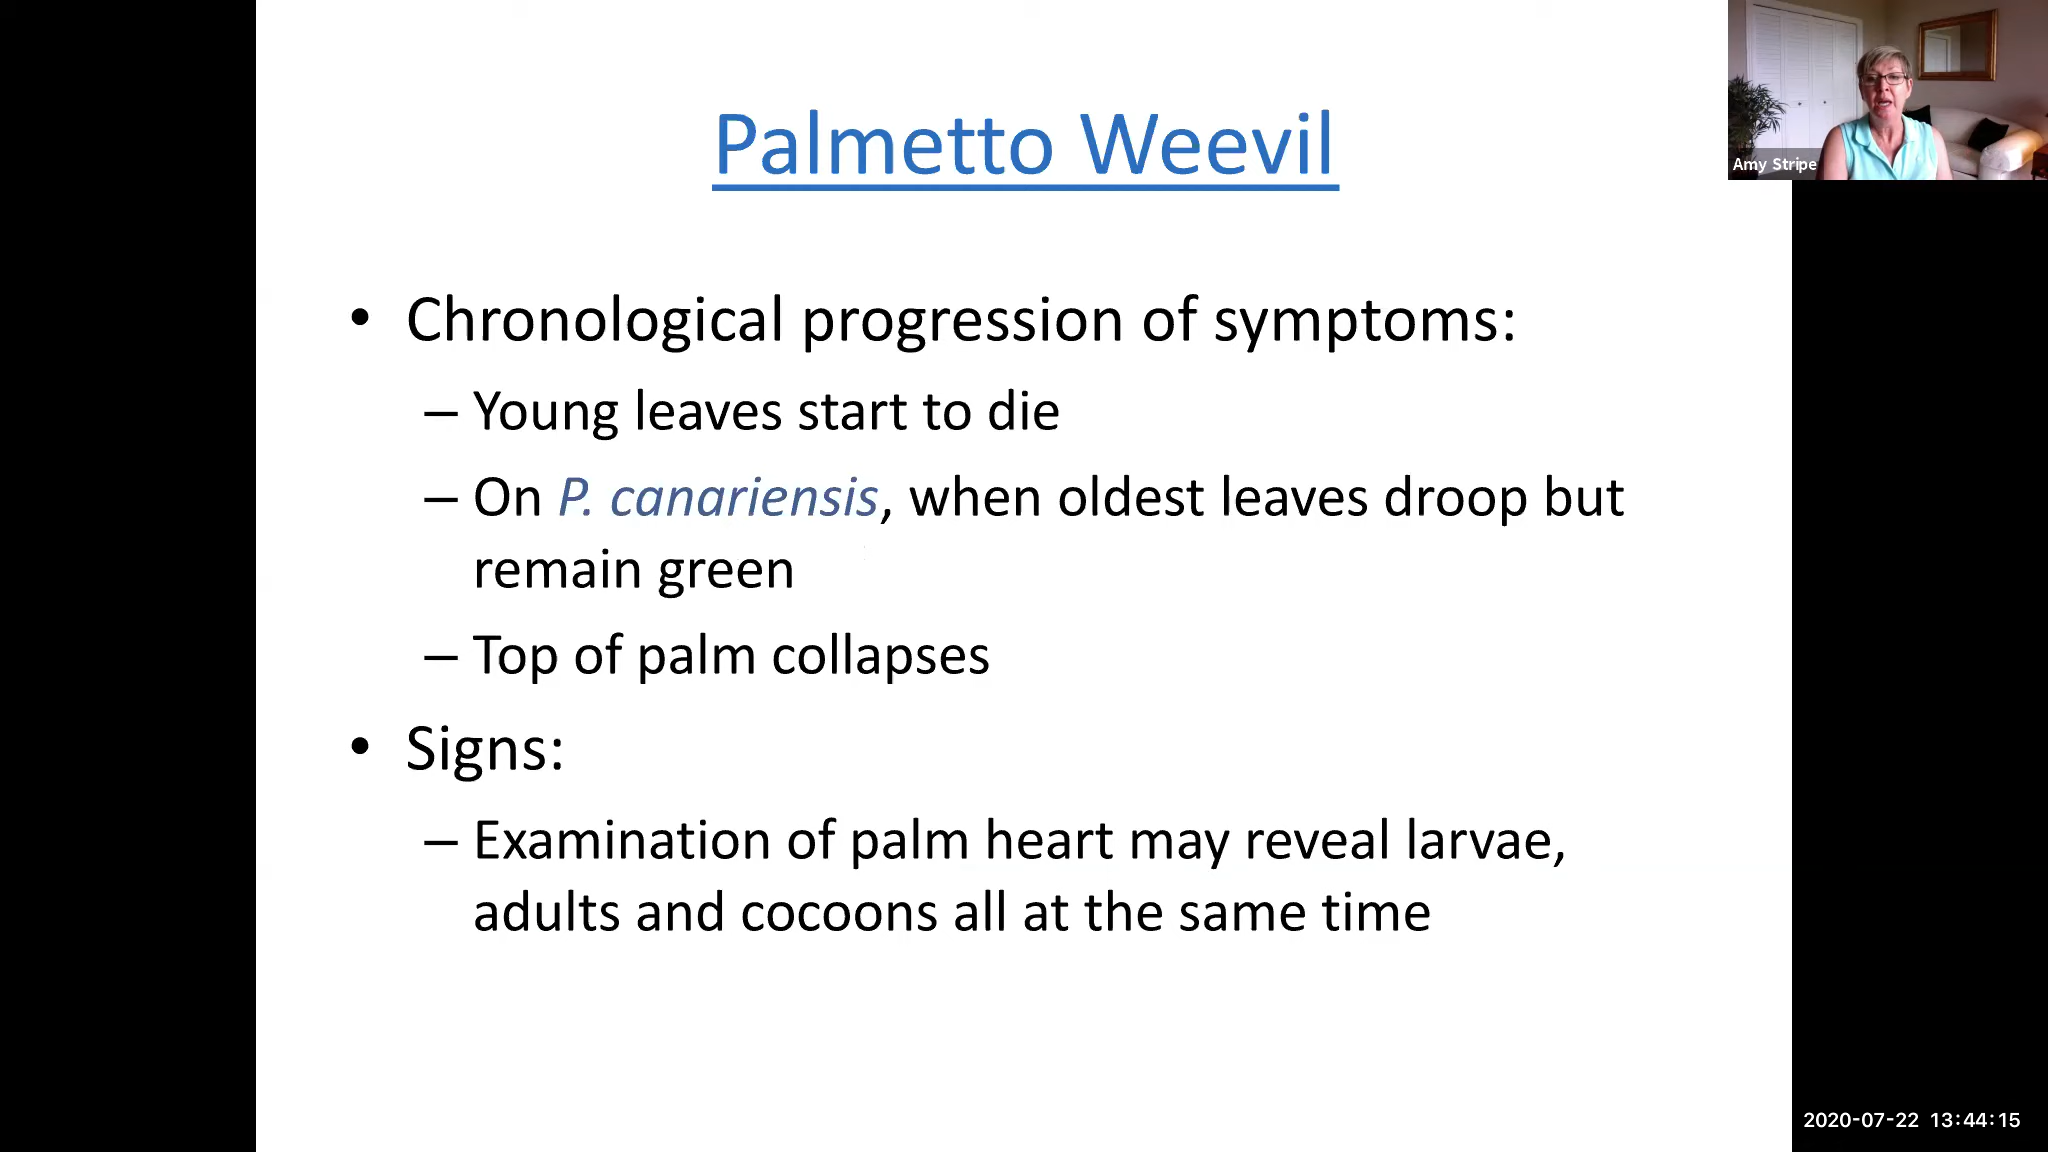 Palmetto Weevil
Amy Stripe
• Chronological progression of symptoms:
– Young leaves start to die
– On P. canariensis, when oldest leaves droop but
remain green
– Top of palm collapses
• Signs:
– Examination of palm heart may reveal larvae,
adults and cocoons all at the same time
2020-07-22 13:44:15